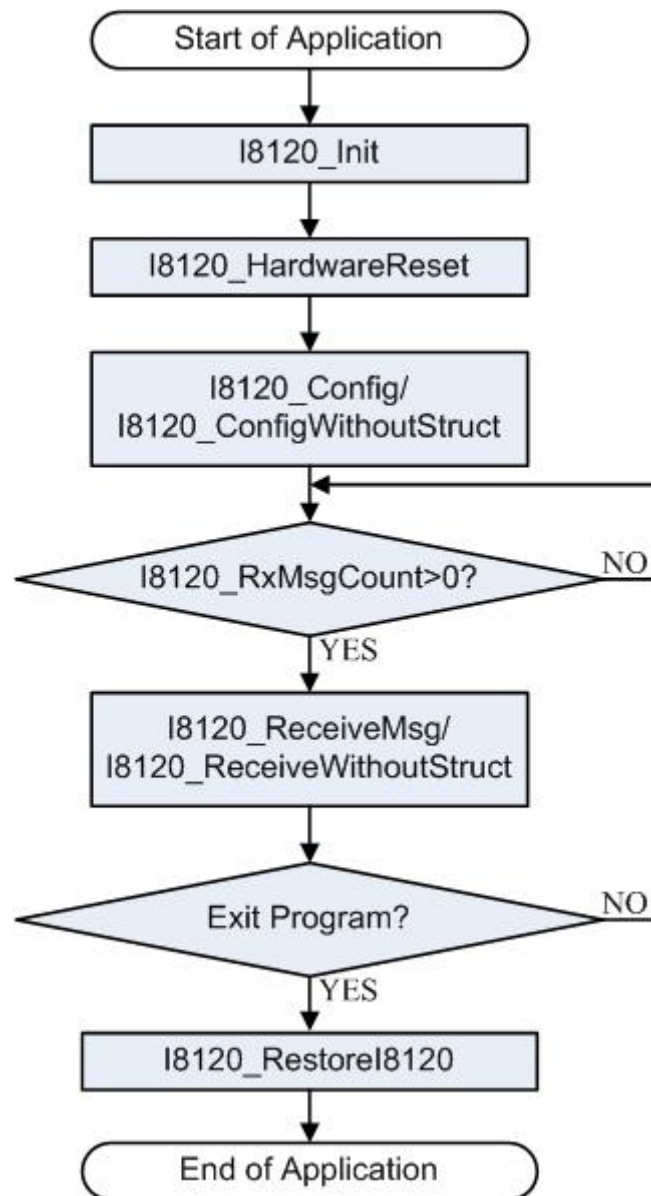 Start of Application
I8120_Init
I8120_HardwareReset
I8120_Config/
I8120_ConfigWithoutStruct
I8120_RxMsgCount>0?
NO
YES
I8120_ReceiveMsg/
I8120_ReceiveWithoutStruct
Exit Program?
NO
YES
I8120_RestoreI8120
End of Application